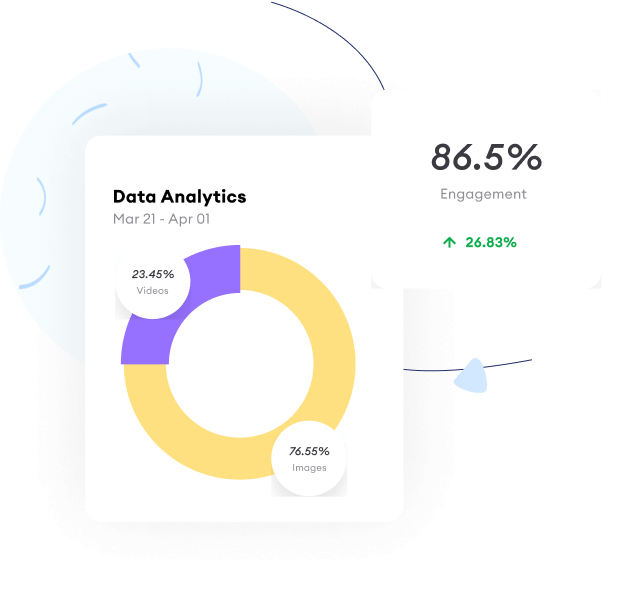 86.5%
Engagement
26.83%
Data Analytics
Mar 21 - Apr 01
23.45%
Videos
76.55%
Images